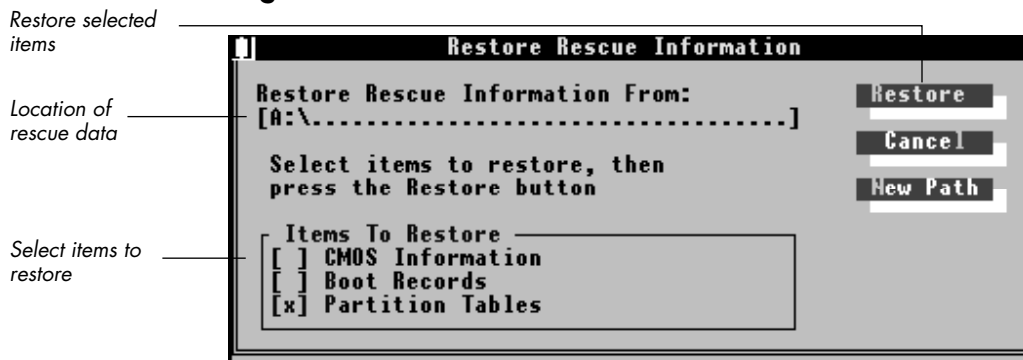 Restore selected
items
Restore Rescue Information
Location of
rescue data
Restore Rescue Information From:
[A:\...................................]
Select items to restore, then
press the Restore button
Restore
Cancel
New Path
Select items to
restore
Items To Restore
[ ] CMOS Information
[ ] Boot Records
[x] Partition Tables